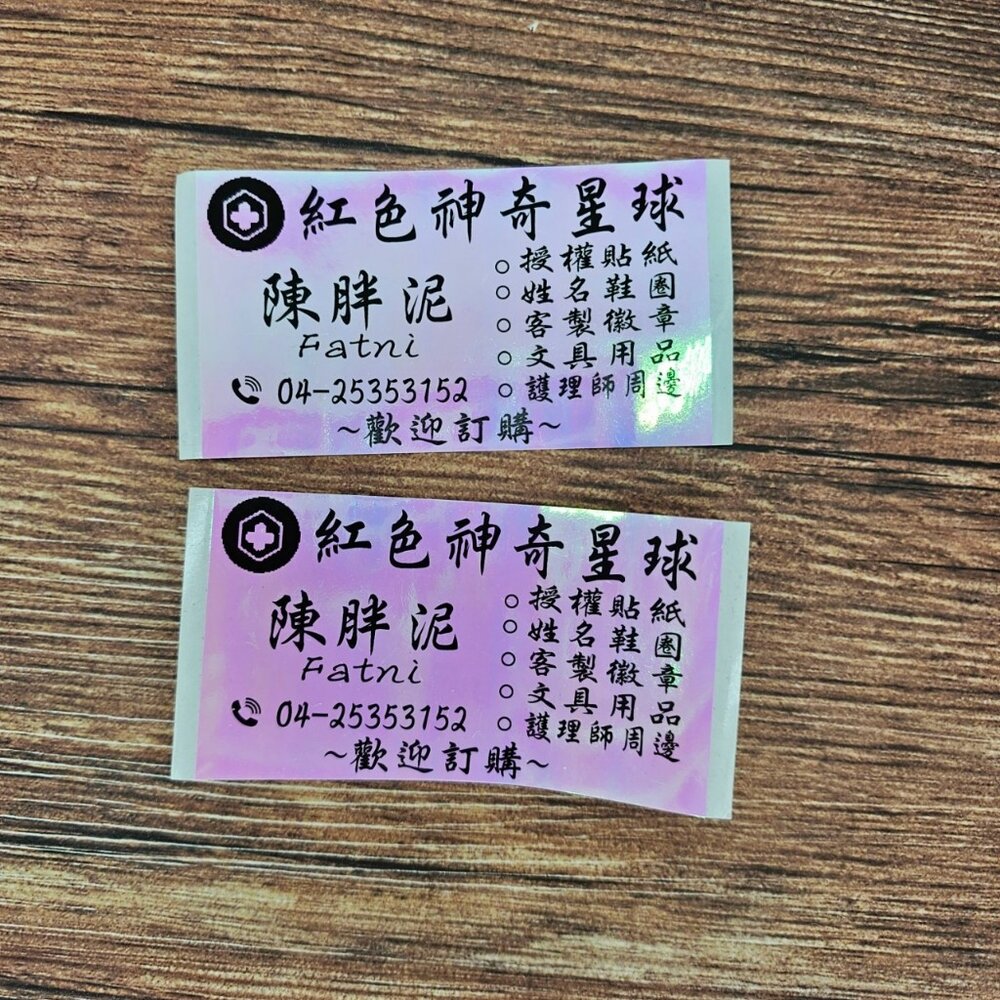 紅色神奇星球
陳胖泥
Fatni
04-25353152
○授權貼紙
○姓名鞋圈
○客製徽章
○文具用品
○護理師周邊
~歡迎訂購~
紅色神奇星球
陳胖泥
Fatni
04-25353152
○授權貼紙
○姓名鞋圈
○客製徽章
○文具用品
○護理師周邊
~歡迎訂購~